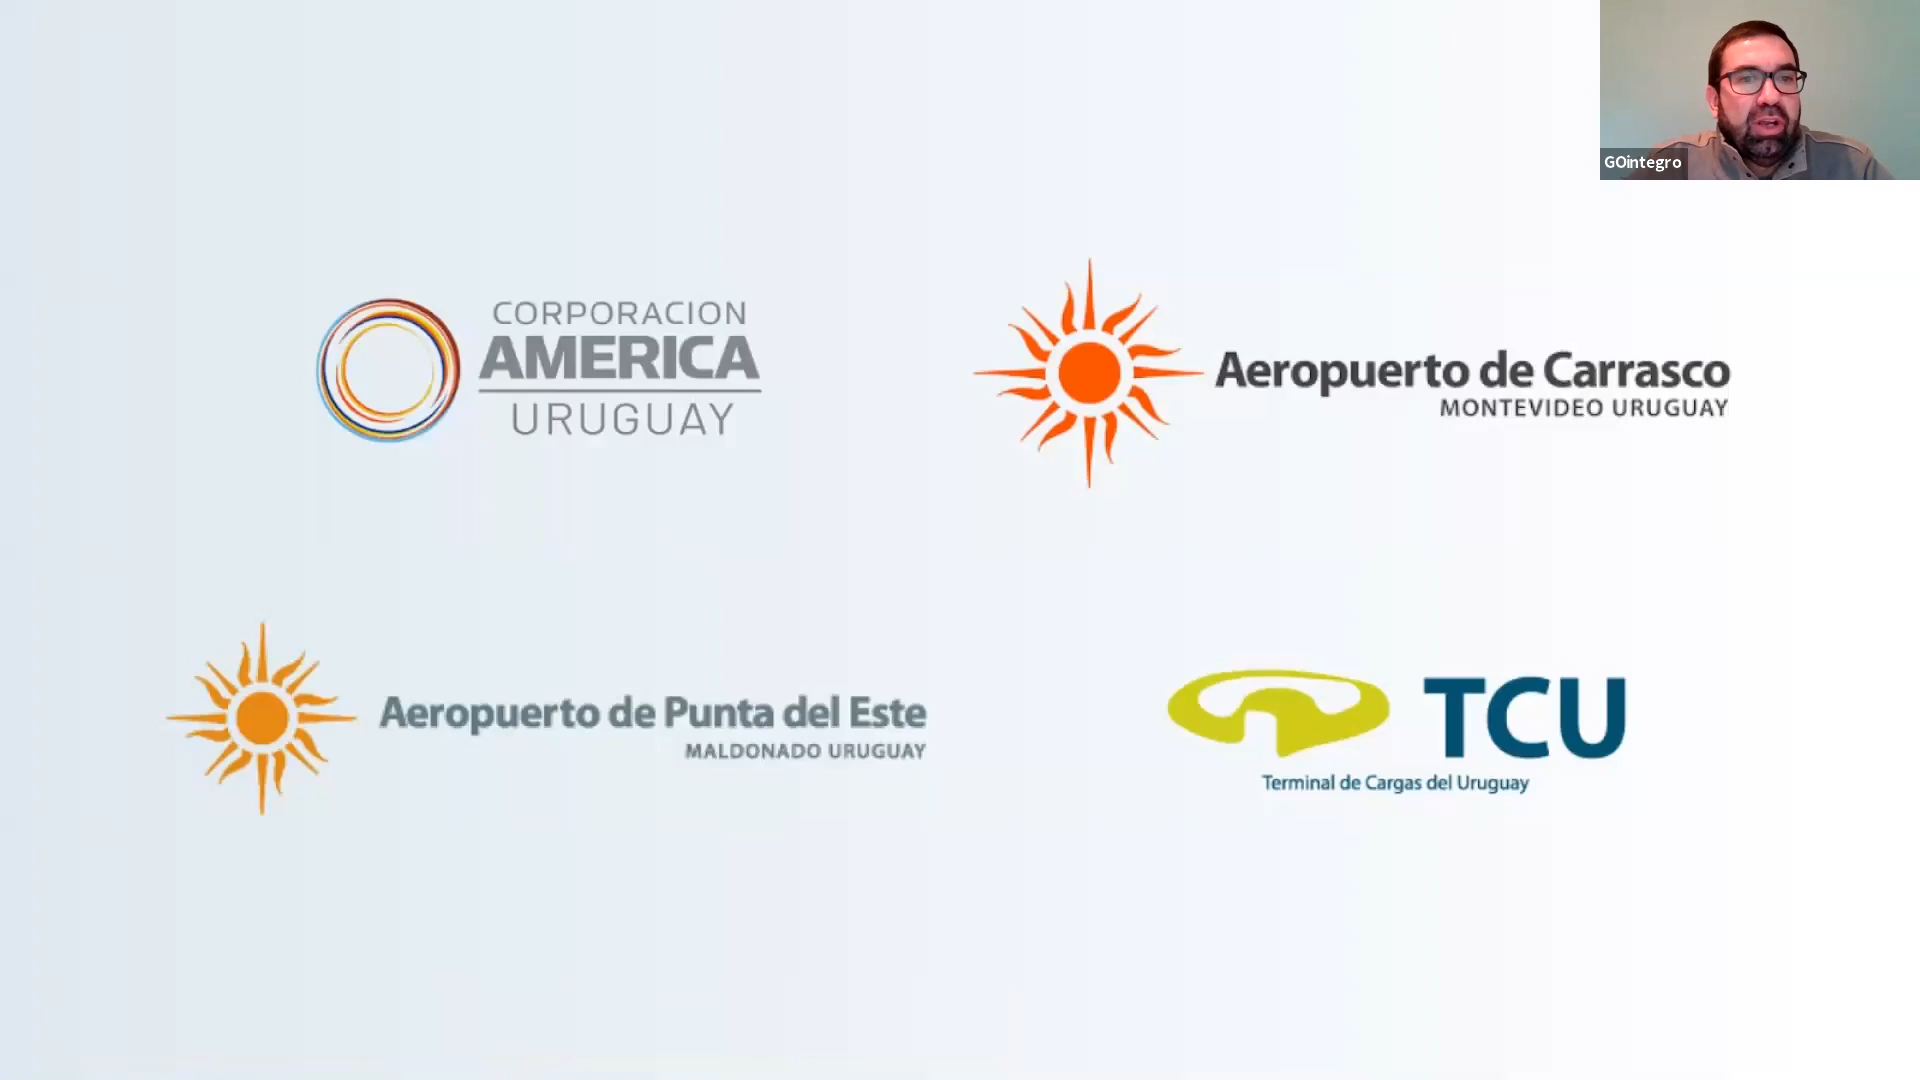 GOintegro
CORPORACION
AMERICA
URUGUAY
Aeropuerto de Carrasco
MONTEVIDEO URUGUAY
Aeropuerto de Punta del Este
MALDONADO URUGUAY
TCU
Terminal de Cargas del Uruguay